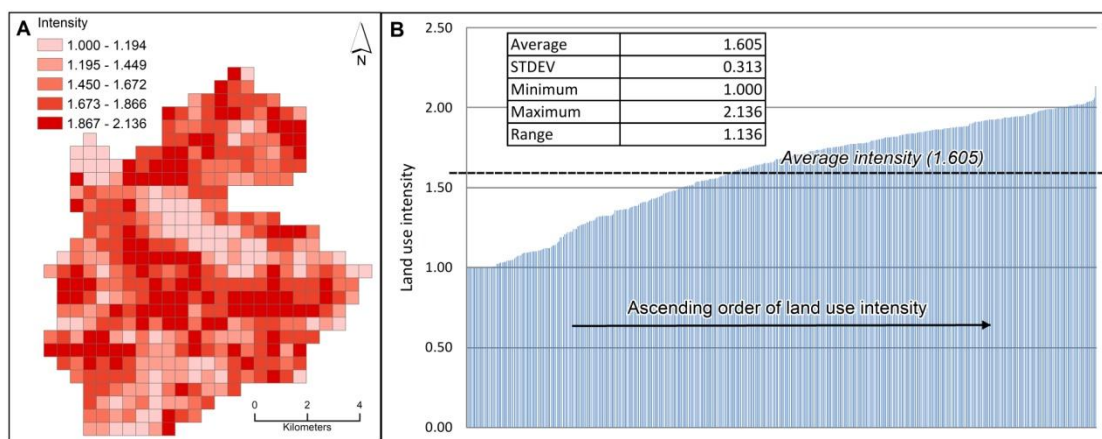 A
Intensity
1.000 - 1.194
1.195 - 1.449
1.450 - 1.672
1.673 - 1.866
1.867 - 2.136
N
0 2 4
Kilometers
B
Land use intensity
2.50
2.00
1.50
1.00
0.50
0.00
Average 1.605
STDEV 0.313
Minimum 1.000
Maximum 2.136
Range 1.136
Average intensity (1.605)
Ascending order of land use intensity